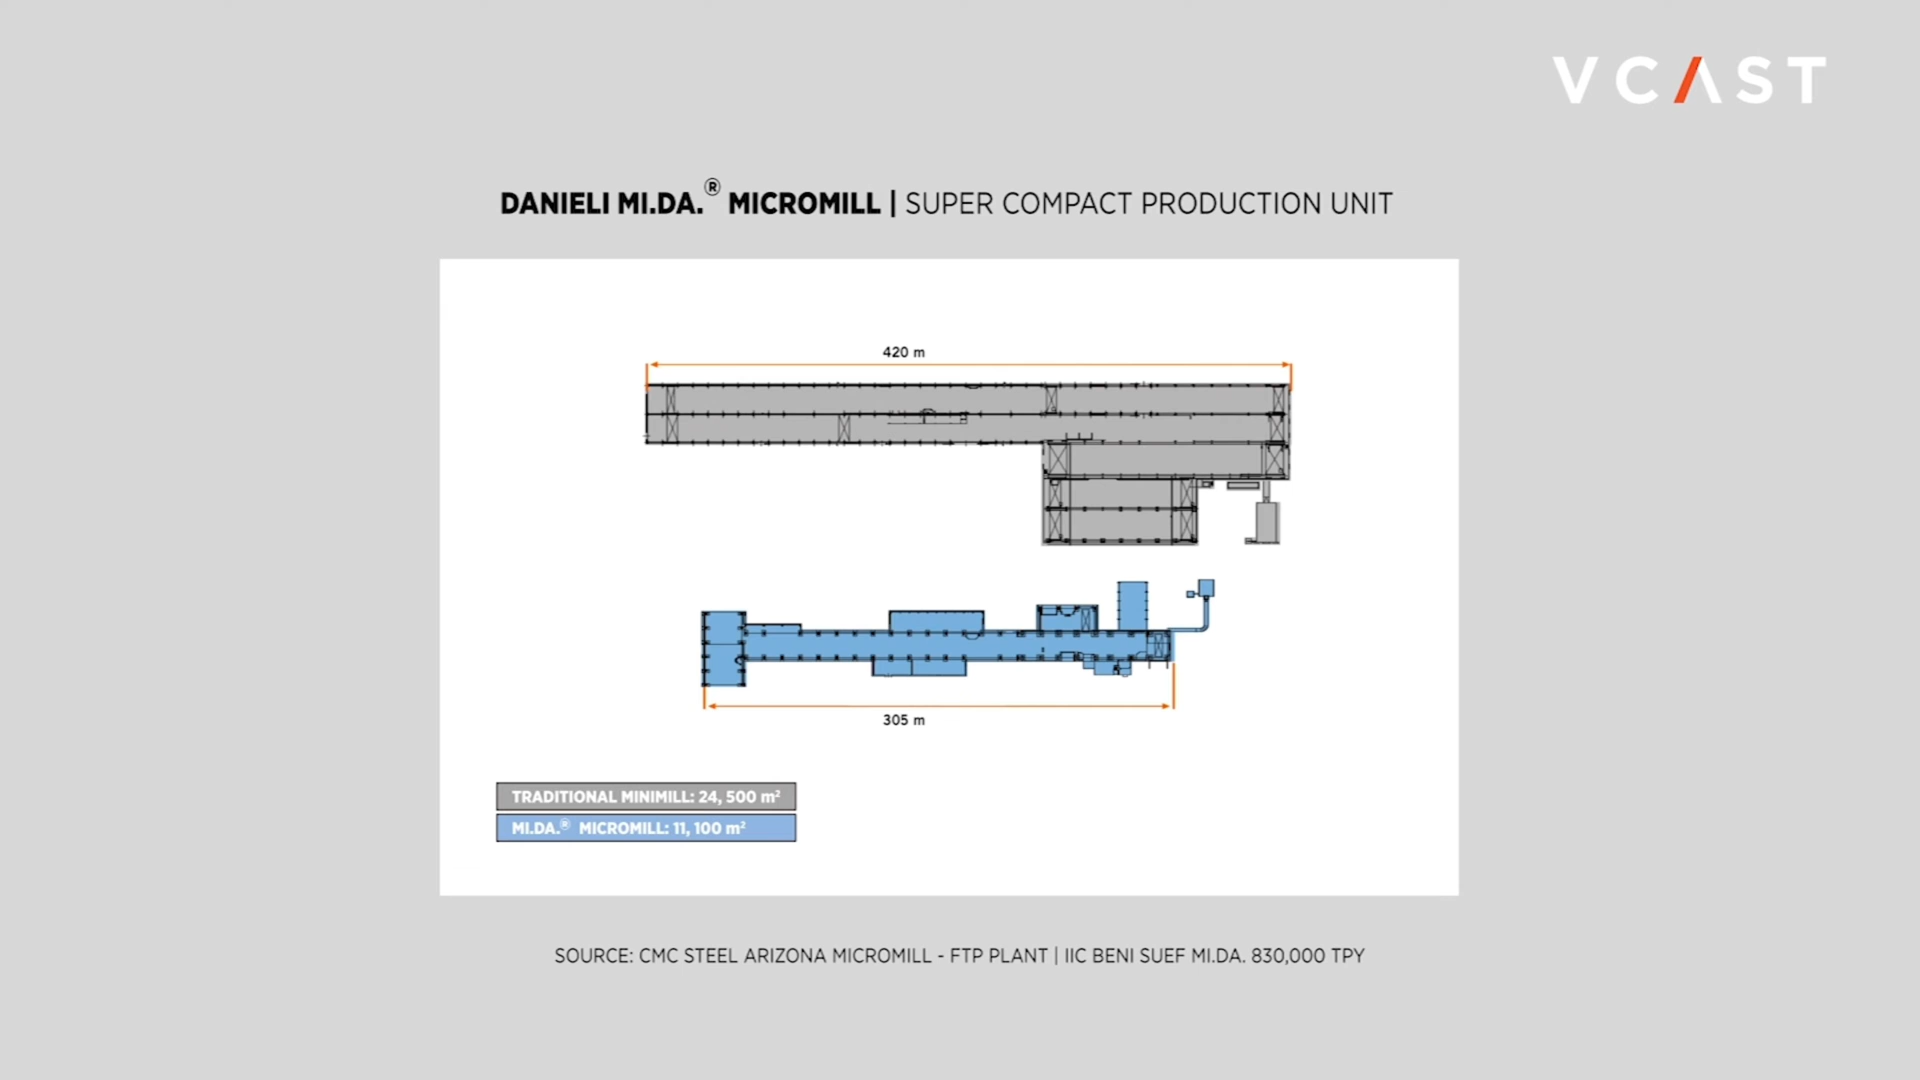 VCAST
DANIELI MI.DA.® MICROMILL | SUPER COMPACT PRODUCTION UNIT
420 m
305 m
TRADITIONAL MINIMILL: 24, 500 m²
MI.DA.® MICROMILL: 11, 100 m²
SOURCE: CMC STEEL ARIZONA MICROMILL - FTP PLANT | IIC BENI SUEF MI.DA. 830,000 TPY